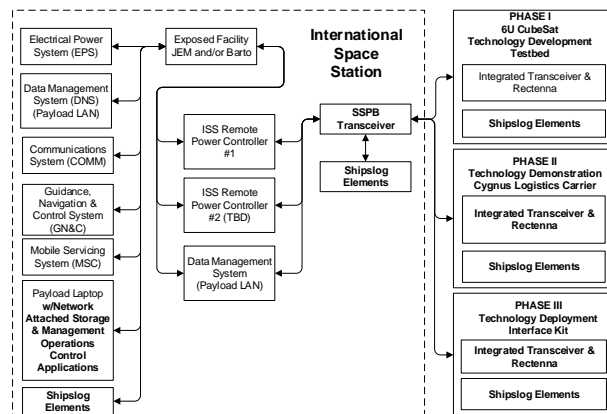 Electrical Power
System (EPS)
Data Management
System (DNS)
(Payload LAN)
Communications
System (COMM)
Guidance,
Navigation &
Control System
(GN&C)
Mobile Servicing
System (MSC)
Payload Laptop
w/Network
Attached Storage
& Management
Operations
Control
Applications
Shipslog
Elements
Exposed Facility
JEM and/or Barto
ISS Remote
Power Controller
#1
ISS Remote
Power Controller
#2 (TBD)
Data Management
System
(Payload LAN)
International
Space
Station
SSPB
Transceiver
Shipslog
Elements
PHASE I
6U CubeSat
Technology Development
Testbed
Integrated Transceiver &
Rectenna
Shipslog Elements
PHASE II
Technology Demonstration
Cygnus Logistics Carrier
Integrated Transceiver &
Rectenna
Shipslog Elements
PHASE III
Technology Deployment
Interface Kit
Integrated Transceiver &
Rectenna
Shipslog Elements